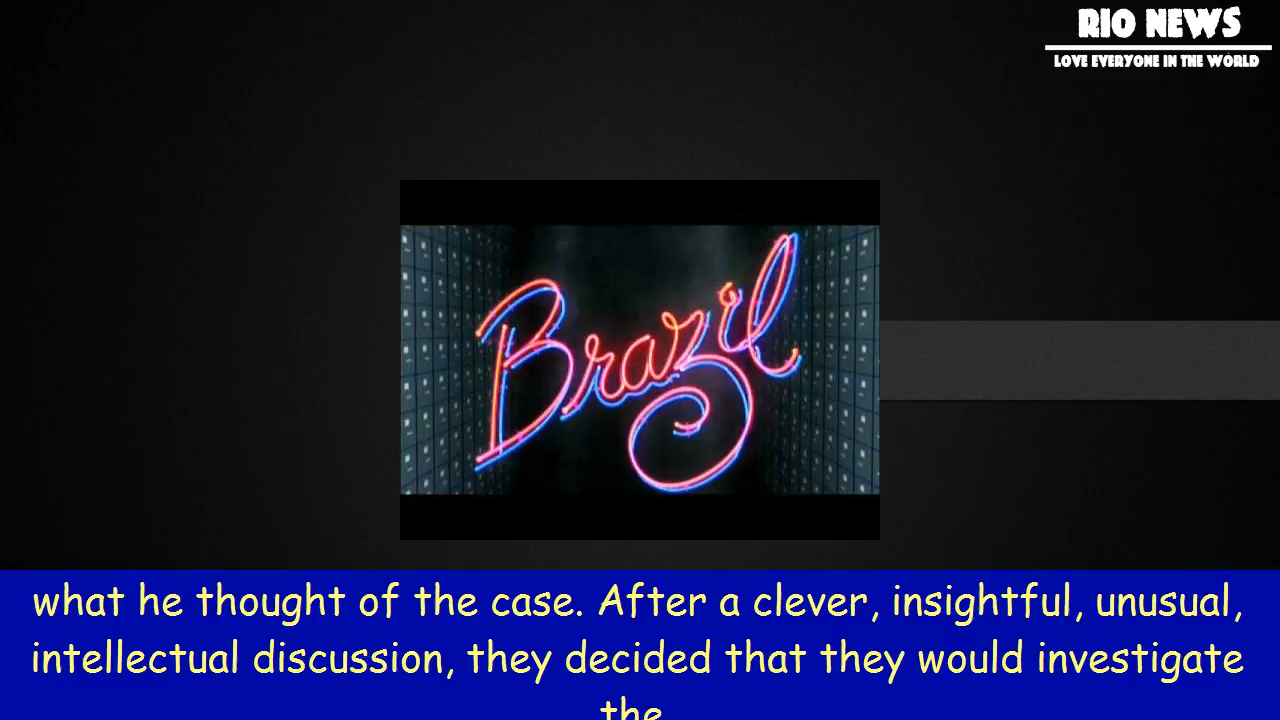 RIO NEWS
LOVE EVERYONE IN THE WORLD
Brazil
what he thought of the case. After a clever, insightful, unusual,
intellectual discussion, they decided that they would investigate
the